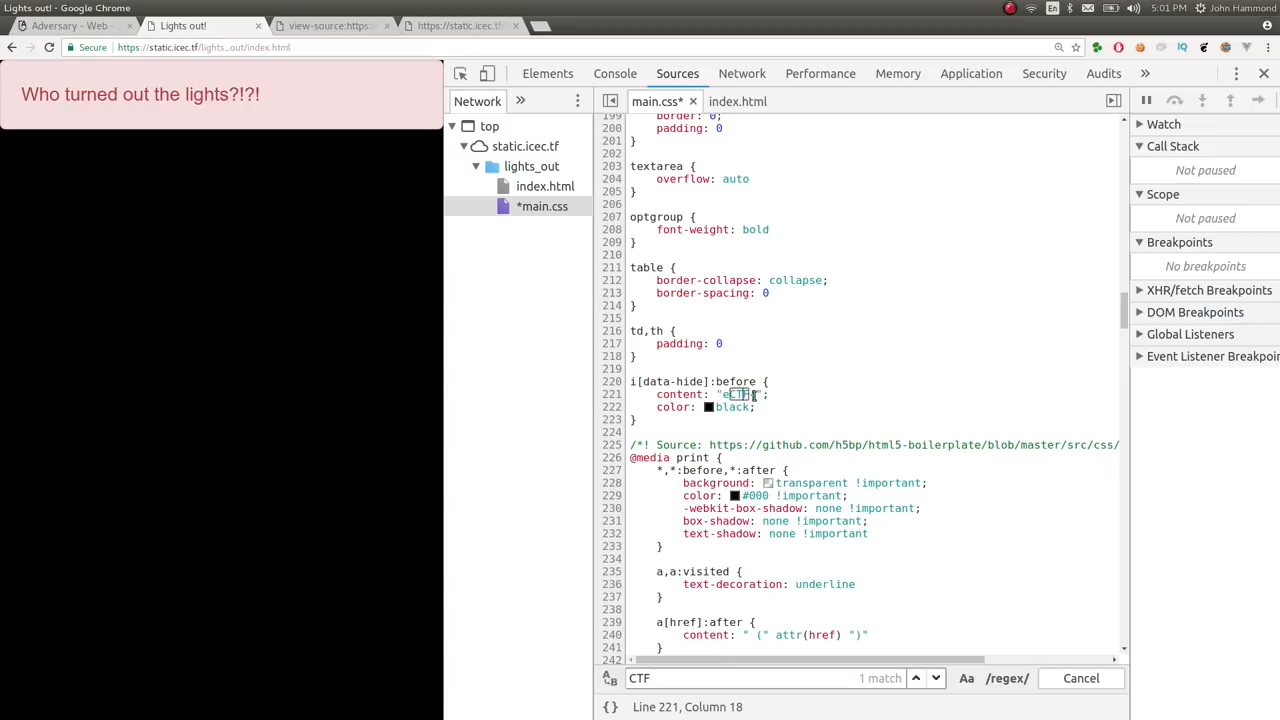 Lights out! - Google Chrome
En
5:01 PM
John Hammond
Adversary - Web -
Lights out!
view-source:https:/
https://static.icec.tf/
Secure
https://static.icec.tf/lights_out/index.html
Who turned out the lights?!?!
Elements
Console
Sources
Network
Performance
Memory
Application
Security
Audits
Network
main.css*
index.html
top
static.icec.tf
lights_out
index.html
*main.css
199 border: 0;
200 padding: 0
201 }
202
203 textarea {
204 overflow: auto
205 }
206
207 optgroup {
208 font-weight: bold
209 }
210
211 table {
212 border-collapse: collapse;
213 border-spacing: 0
214 }
215
216 td,th {
217 padding: 0
218 }
219
220 i[data-hide]:before {
221 content: "eCTF{";
222 color: black;
223 }
224
225 /*! Source: https://github.com/h5bp/html5-boilerplate/blob/master/src/css/
226 @media print {
227 *,*:before,*:after {
228 background: transparent !important;
229 color: #000 !important;
230 -webkit-box-shadow: none !important;
231 box-shadow: none !important;
232 text-shadow: none !important
233 }
234
235 a,a:visited {
236 text-decoration: underline
237 }
238
239 a[href]:after {
240 content: " (" attr(href) ")"
241 }
242
CTF
1 match
Aa
/regex/
Cancel
{} Line 221, Column 18
Watch
Call Stack
Not paused
Scope
Not paused
Breakpoints
No breakpoints
XHR/fetch Breakpoints
DOM Breakpoints
Global Listeners
Event Listener Breakpoin